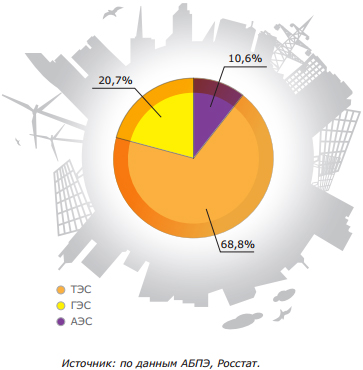 10,6%
20,7%
68,8%
ТЭС
ГЭС
АЭС
Источник: по данным АБПЭ, Росстат.